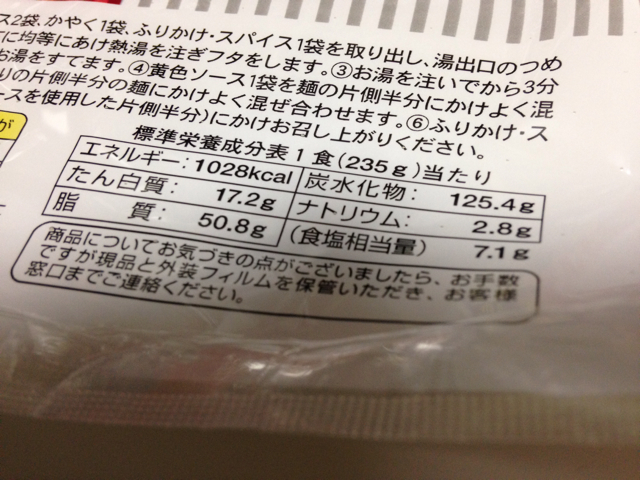 ス2袋、かやく1袋、ふりかけ・スパイス1袋を取り出し、湯出口のつめ
に均等にあけ熱湯を注ぎフタをします。③お湯を注いでから3分
お湯をすてます。④黄色ソース1袋を麺の片側半分にかけよく混
りの片側半分の麺にかけよく混ぜ合わせます。⑥ふりかけ・ス
ースを使用した片側半分)にかけお召し上がりください。
が
標準栄養成分表1食(235g)当たり
エネルギー: 1028kcal 炭水化物: 125.4g
たん白質: 17.2g ナトリウム: 2.8g
脂質: 50.8g (食塩相当量) 7.1g
商品についてお気づきの点がございましたら、お手数
ですが現品と外装フィルムを保管いただき、お客様
窓口までご連絡ください。